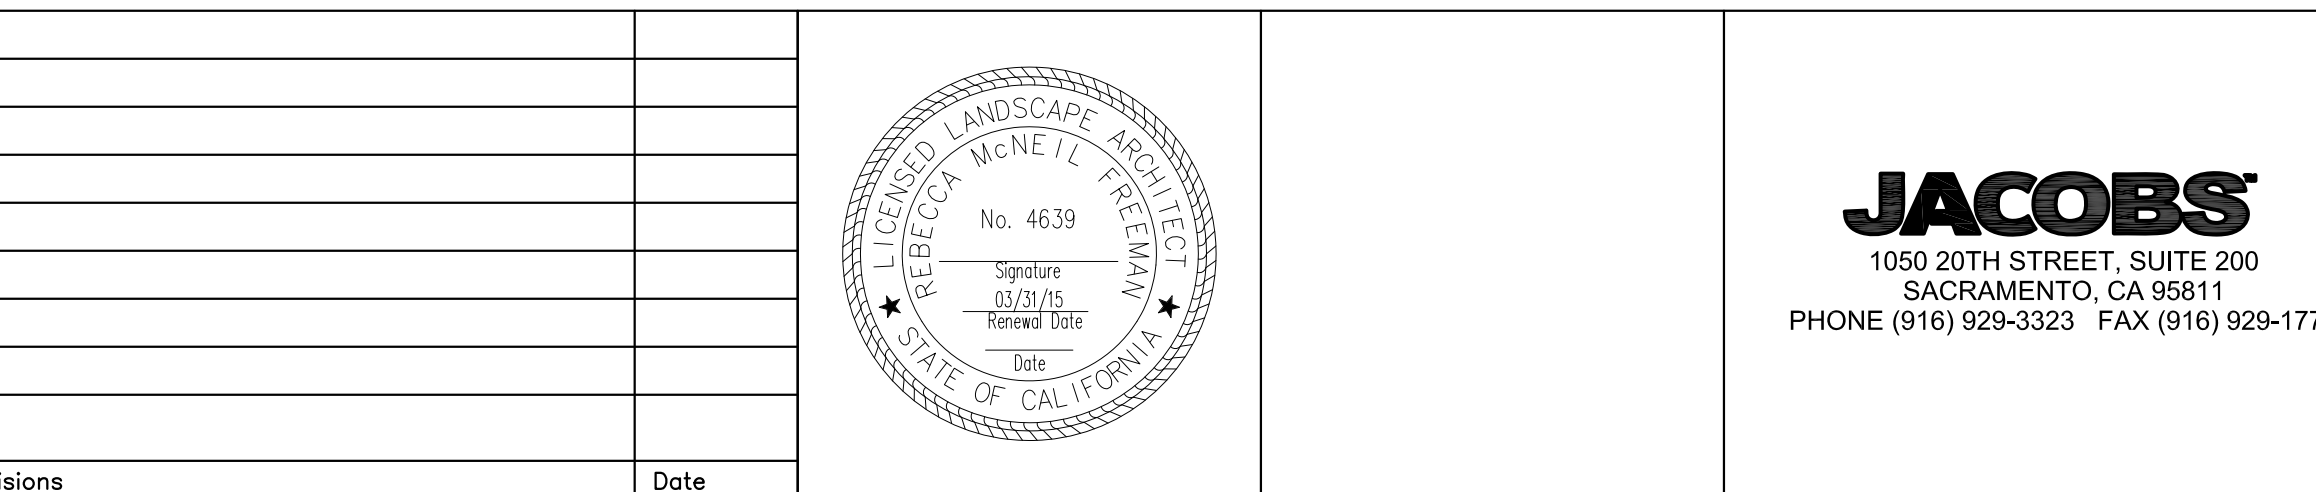 LICENSED LANDSCAPE ARCHITECT
REBECCA McNEIL FREEMAN
No. 4639
Signature
03/31/15
Renewal Date
Date
STATE OF CALIFORNIA
JACOBS™
1050 20TH STREET, SUITE 200
SACRAMENTO, CA 95811
PHONE (916) 929-3323 FAX (916) 929-177
isions
Date